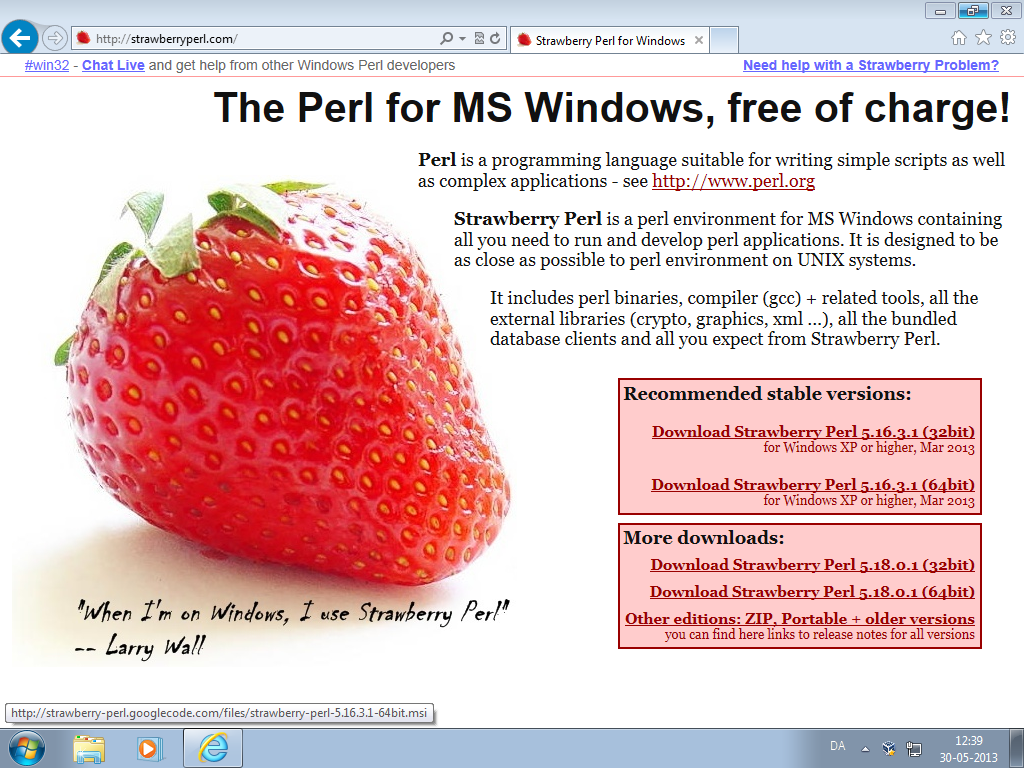 http://strawberryperl.com/
Strawberry Perl for Windows
#win32 - Chat Live and get help from other Windows Perl developers
Need help with a Strawberry Problem?
The Perl for MS Windows, free of charge!
Perl is a programming language suitable for writing simple scripts as well
as complex applications - see http://www.perl.org
Strawberry Perl is a perl environment for MS Windows containing
all you need to run and develop perl applications. It is designed to be
as close as possible to perl environment on UNIX systems.
It includes perl binaries, compiler (gcc) + related tools, all the
external libraries (crypto, graphics, xml ...), all the bundled
database clients and all you expect from Strawberry Perl.
Recommended stable versions:
Download Strawberry Perl 5.16.3.1 (32bit)
for Windows XP or higher, Mar 2013
Download Strawberry Perl 5.16.3.1 (64bit)
for Windows XP or higher, Mar 2013
More downloads:
Download Strawberry Perl 5.18.0.1 (32bit)
Download Strawberry Perl 5.18.0.1 (64bit)
Other editions: ZIP, Portable + older versions
you can find here links to release notes for all versions
"When I'm on Windows, I use Strawberry Perl"
-- Larry Wall
http://strawberry-perl.googlecode.com/files/strawberry-perl-5.16.3.1-64bit.msi
DA
12:39
30-05-2013